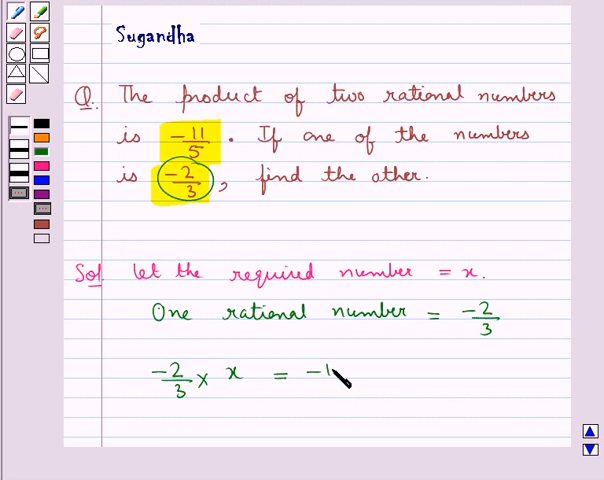 Sugandha
Q. The product of two rational numbers
is -11/5. If one of the numbers
is -2/3, find the other.
Sol. Let the required number = x.
One rational number = -2/3
-2/3 × x = -1